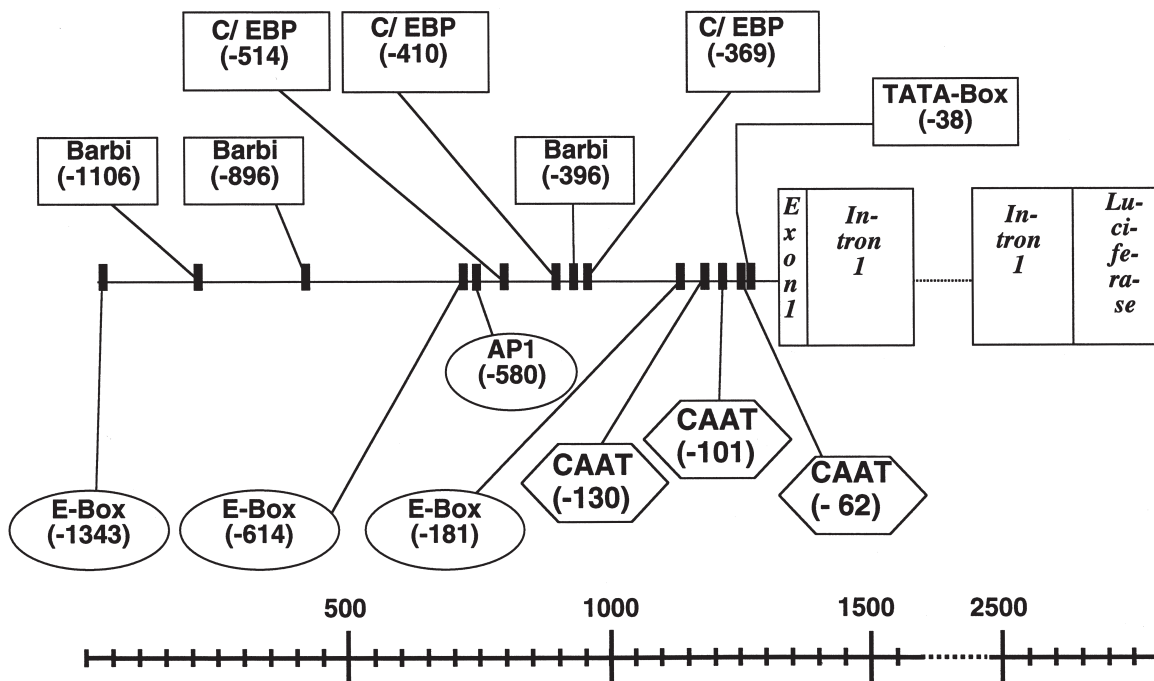 C/ EBP
(-514)
C/ EBP
(-410)
C/ EBP
(-369)
TATA-Box
(-38)
Barbi
(-1106)
Barbi
(-896)
Barbi
(-396)
E
x
o
n
1
In-
tron
1
In-
tron
1
Lu-
ci-
fe-
ra-
se
AP1
(-580)
CAAT
(-101)
CAAT
(-130)
CAAT
(- 62)
E-Box
(-1343)
E-Box
(-614)
E-Box
(-181)
500
1000
1500
2500